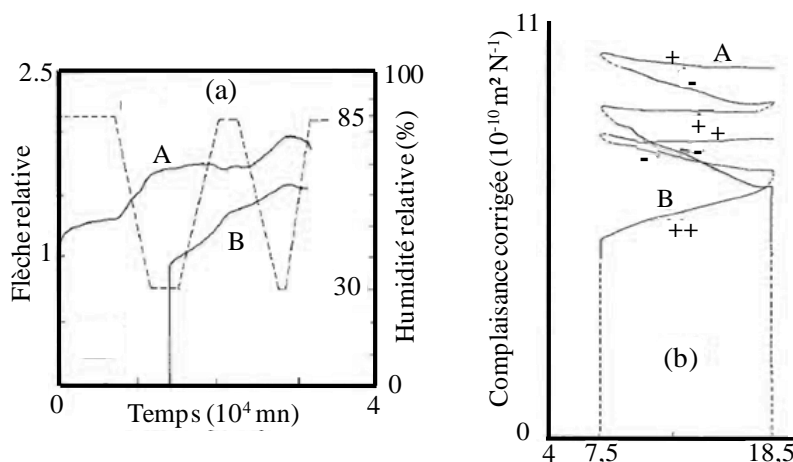 2.5
(a)
100
85
A
B
30
Flèche relative
1
Humidité relative (%)
0
0
Temps (10⁴ mn)
4
11
A
+
-
+ +
-
-
B
++
(b)
Complaisance corrigée (10⁻¹⁰ m² N⁻¹)
0
4
7,5
18,5